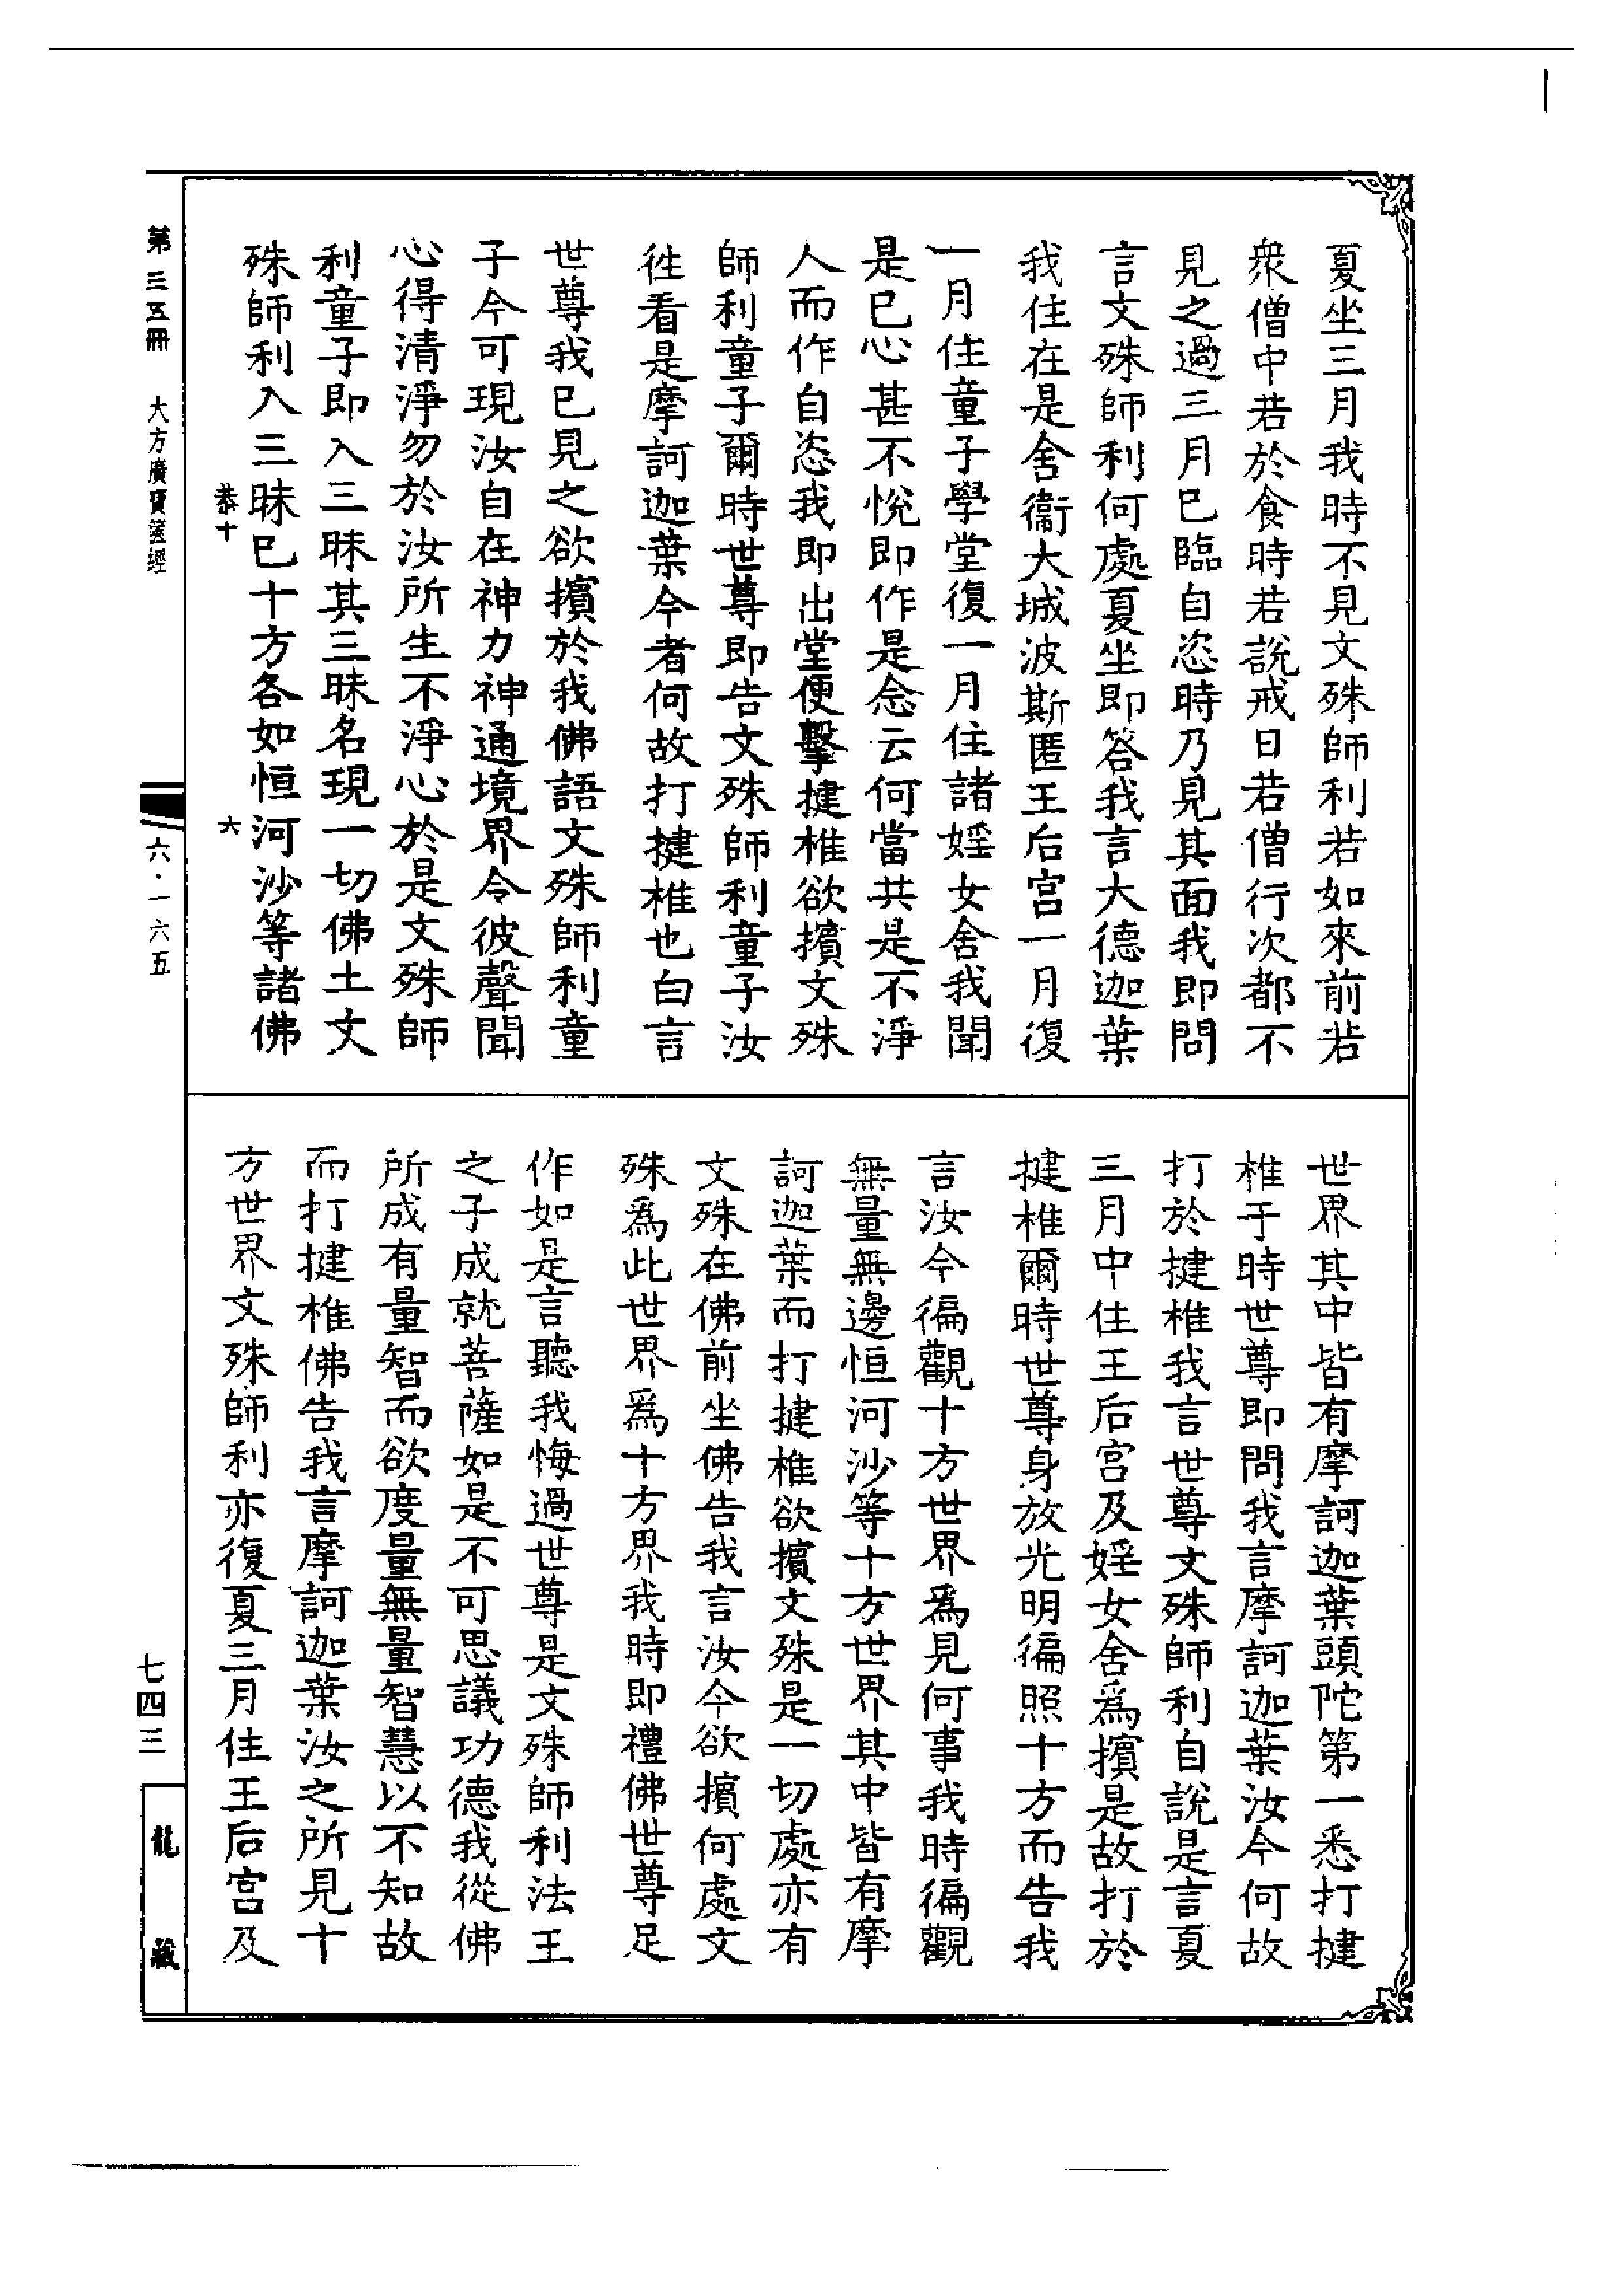 夏坐三月我時不見文殊師利若如來前若
衆僧中若於食時若說戒日若僧行次都不
見之過三月已臨自恣時乃見其面我即問
言文殊師利何處夏坐即答我言大德迦葉
我住在是舍衞大城波斯匿王后宫一月復
一月住童子學堂復一月住諸婬女舍我聞
是已心甚不悅即作是念云何當共是不淨
人而作自恣我即出堂便擊揵椎欲擯文殊
師利童子爾時世尊即告文殊師利童子汝
徃看是摩訶迦葉今者何故打揵椎也白言
世尊我已見之欲擯於我佛語文殊師利童
子今可現汝自在神力神通境界令彼聲聞
心得清淨勿於汝所生不淨心於是文殊師
利童子即入三昧其三昧名現一切佛土文
殊師利入三昧已十方各如恒河沙等諸佛
恭十
六
世界其中皆有摩訶迦葉頭陀第一悉打揵
椎于時世尊即問我言摩訶迦葉汝今何故
打於揵椎我言世尊文殊師利自說是言夏
三月中住王后宫及婬女舍爲擯是故打於
揵椎爾時世尊身放光明徧照十方而告我
言汝今徧觀十方世界爲見何事我時徧觀
無量無邊恒河沙等十方世界其中皆有摩
訶迦葉而打揵椎欲擯文殊是一切處亦有
文殊在佛前坐佛告我言汝今欲擯何處文
殊爲此世界爲十方界我時即禮佛世尊足
作如是言聽我悔過世尊是文殊師利法王
之子成就菩薩如是不可思議功德我從佛
所成有量智而欲度量無量智慧以不知故
而打揵椎佛告我言摩訶迦葉汝之所見十
方世界文殊師利亦復夏三月住王后宫及
第三五冊
大方廣寶篋經
六·一六五
七四三
龍藏